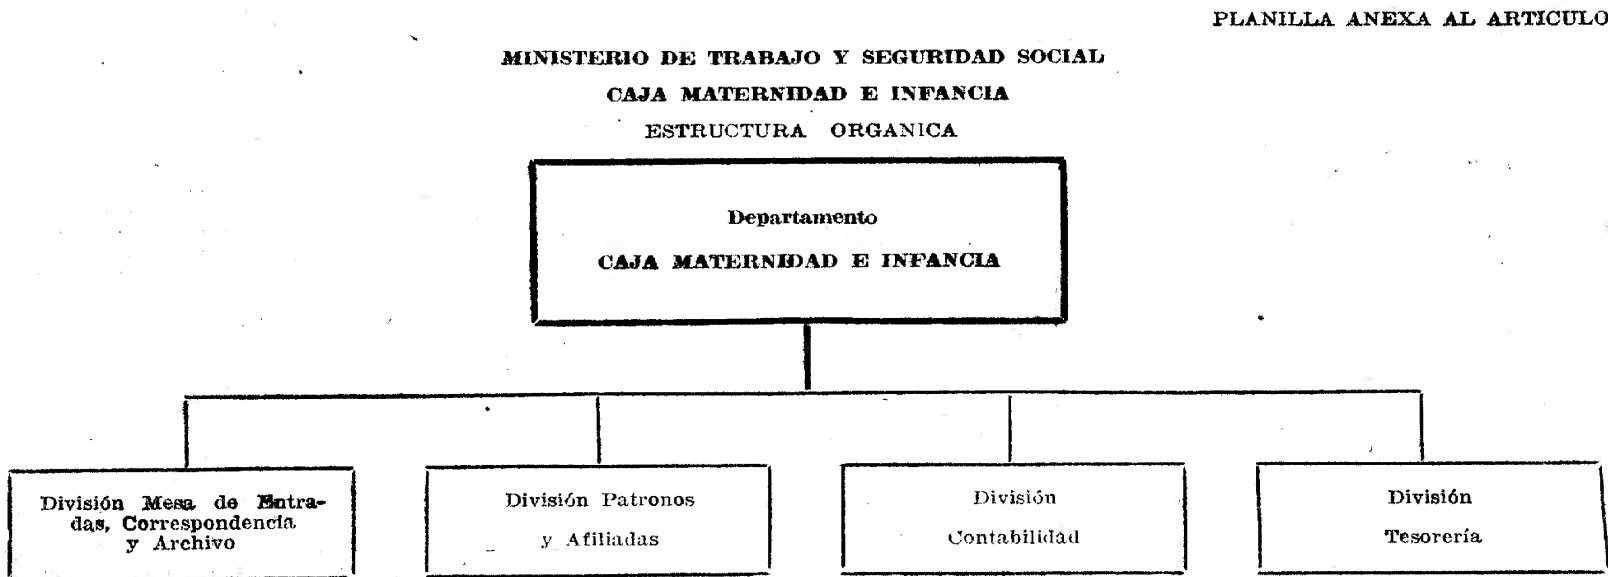 PLANILLA ANEXA AL ARTICULO
MINISTERIO DE TRABAJO Y SEGURIDAD SOCIAL
CAJA MATERNIDAD E INFANCIA
ESTRUCTURA ORGANICA
Departamento
CAJA MATERNIDAD E INFANCIA
División Mesa de Entra-
das, Correspondencia
y Archivo
División Patronos
y Afiliadas
División
Contabilidad
División
Tesorería